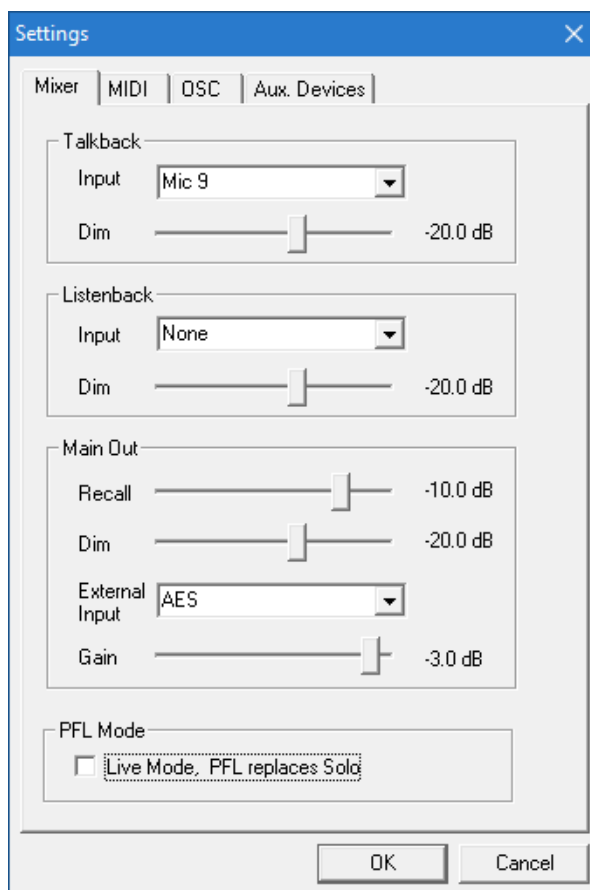 Settings
Mixer MIDI OSC Aux. Devices
Talkback
Input Mic 9
Dim -20.0 dB
Listenback
Input None
Dim -20.0 dB
Main Out
Recall -10.0 dB
Dim -20.0 dB
External
Input AES
Gain -3.0 dB
PFL Mode
Live Mode, PFL replaces Solo
OK Cancel